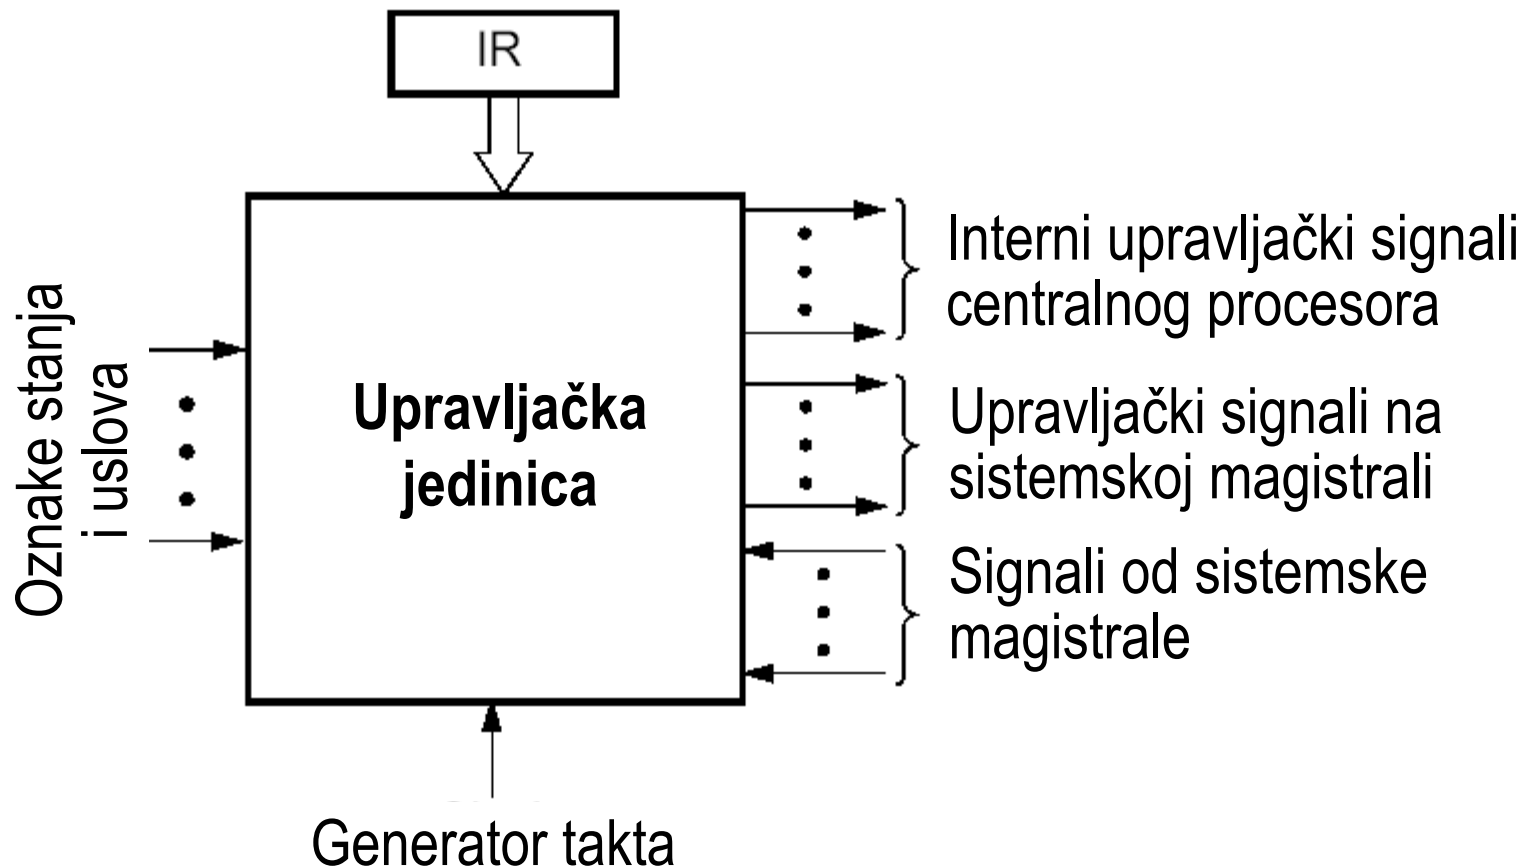 IR
Interni upravljački signali
centralnog procesora
Oznake stanja
i uslova
Upravljačka
jedinica
Upravljački signali na
sistemskoj magistrali
Signali od sistemske
magistrale
Generator takta